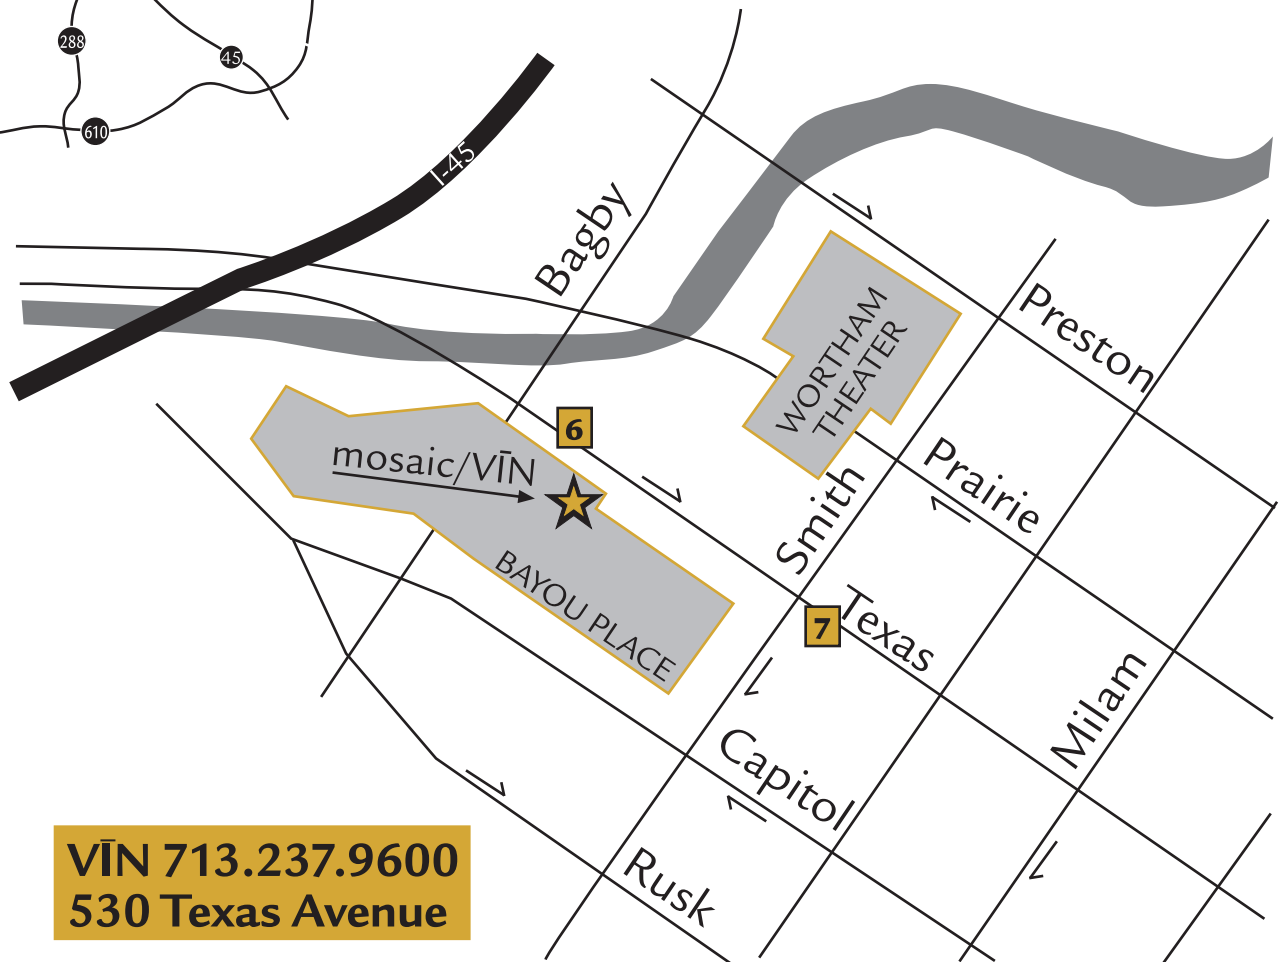 288
45
610
I-45
Bagby
WORTHAM
THEATER
Preston
6
mosaic/VĪN
Prairie
Smith
BAYOU PLACE
7
Texas
Milam
Capitol
Rusk
VĪN 713.237.9600
530 Texas Avenue